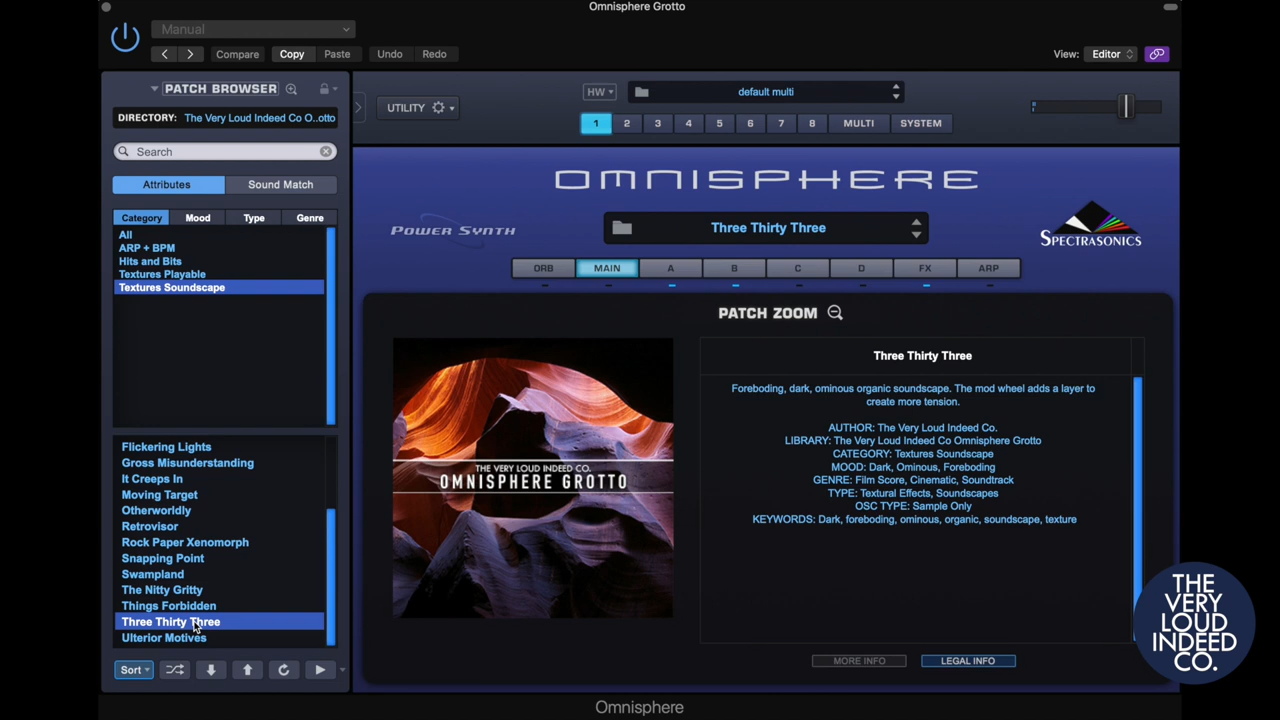 Omnisphere Grotto
Manual
Compare
Copy
Paste
Undo
Redo
View:
Editor
PATCH BROWSER
DIRECTORY: The Very Loud Indeed Co O..otto
Search
Attributes
Sound Match
Category
Mood
Type
Genre
All
ARP + BPM
Hits and Bits
Textures Playable
Textures Soundscape
Flickering Lights
Gross Misunderstanding
It Creeps In
Moving Target
Otherworldly
Retrovisor
Rock Paper Xenomorph
Snapping Point
Swampland
The Nitty Gritty
Things Forbidden
Three Thirty Three
Ulterior Motives
Sort
UTILITY
HW
default multi
1
2
3
4
5
6
7
8
MULTI
SYSTEM
OMNISPHERE
POWER SYNTH
Three Thirty Three
SPECTRASONICS
ORB
MAIN
A
B
C
D
FX
ARP
PATCH ZOOM
THE VERY LOUD INDEED CO.
OMNISPHERE GROTTO
Three Thirty Three
Foreboding, dark, ominous organic soundscape. The mod wheel adds a layer to
create more tension.
AUTHOR: The Very Loud Indeed Co.
LIBRARY: The Very Loud Indeed Co Omnisphere Grotto
CATEGORY: Textures Soundscape
MOOD: Dark, Ominous, Foreboding
GENRE: Film Score, Cinematic, Soundtrack
TYPE: Textural Effects, Soundscapes
OSC TYPE: Sample Only
KEYWORDS: Dark, foreboding, ominous, organic, soundscape, texture
MORE INFO
LEGAL INFO
THE
VERY
LOUD
INDEED
CO.
Omnisphere